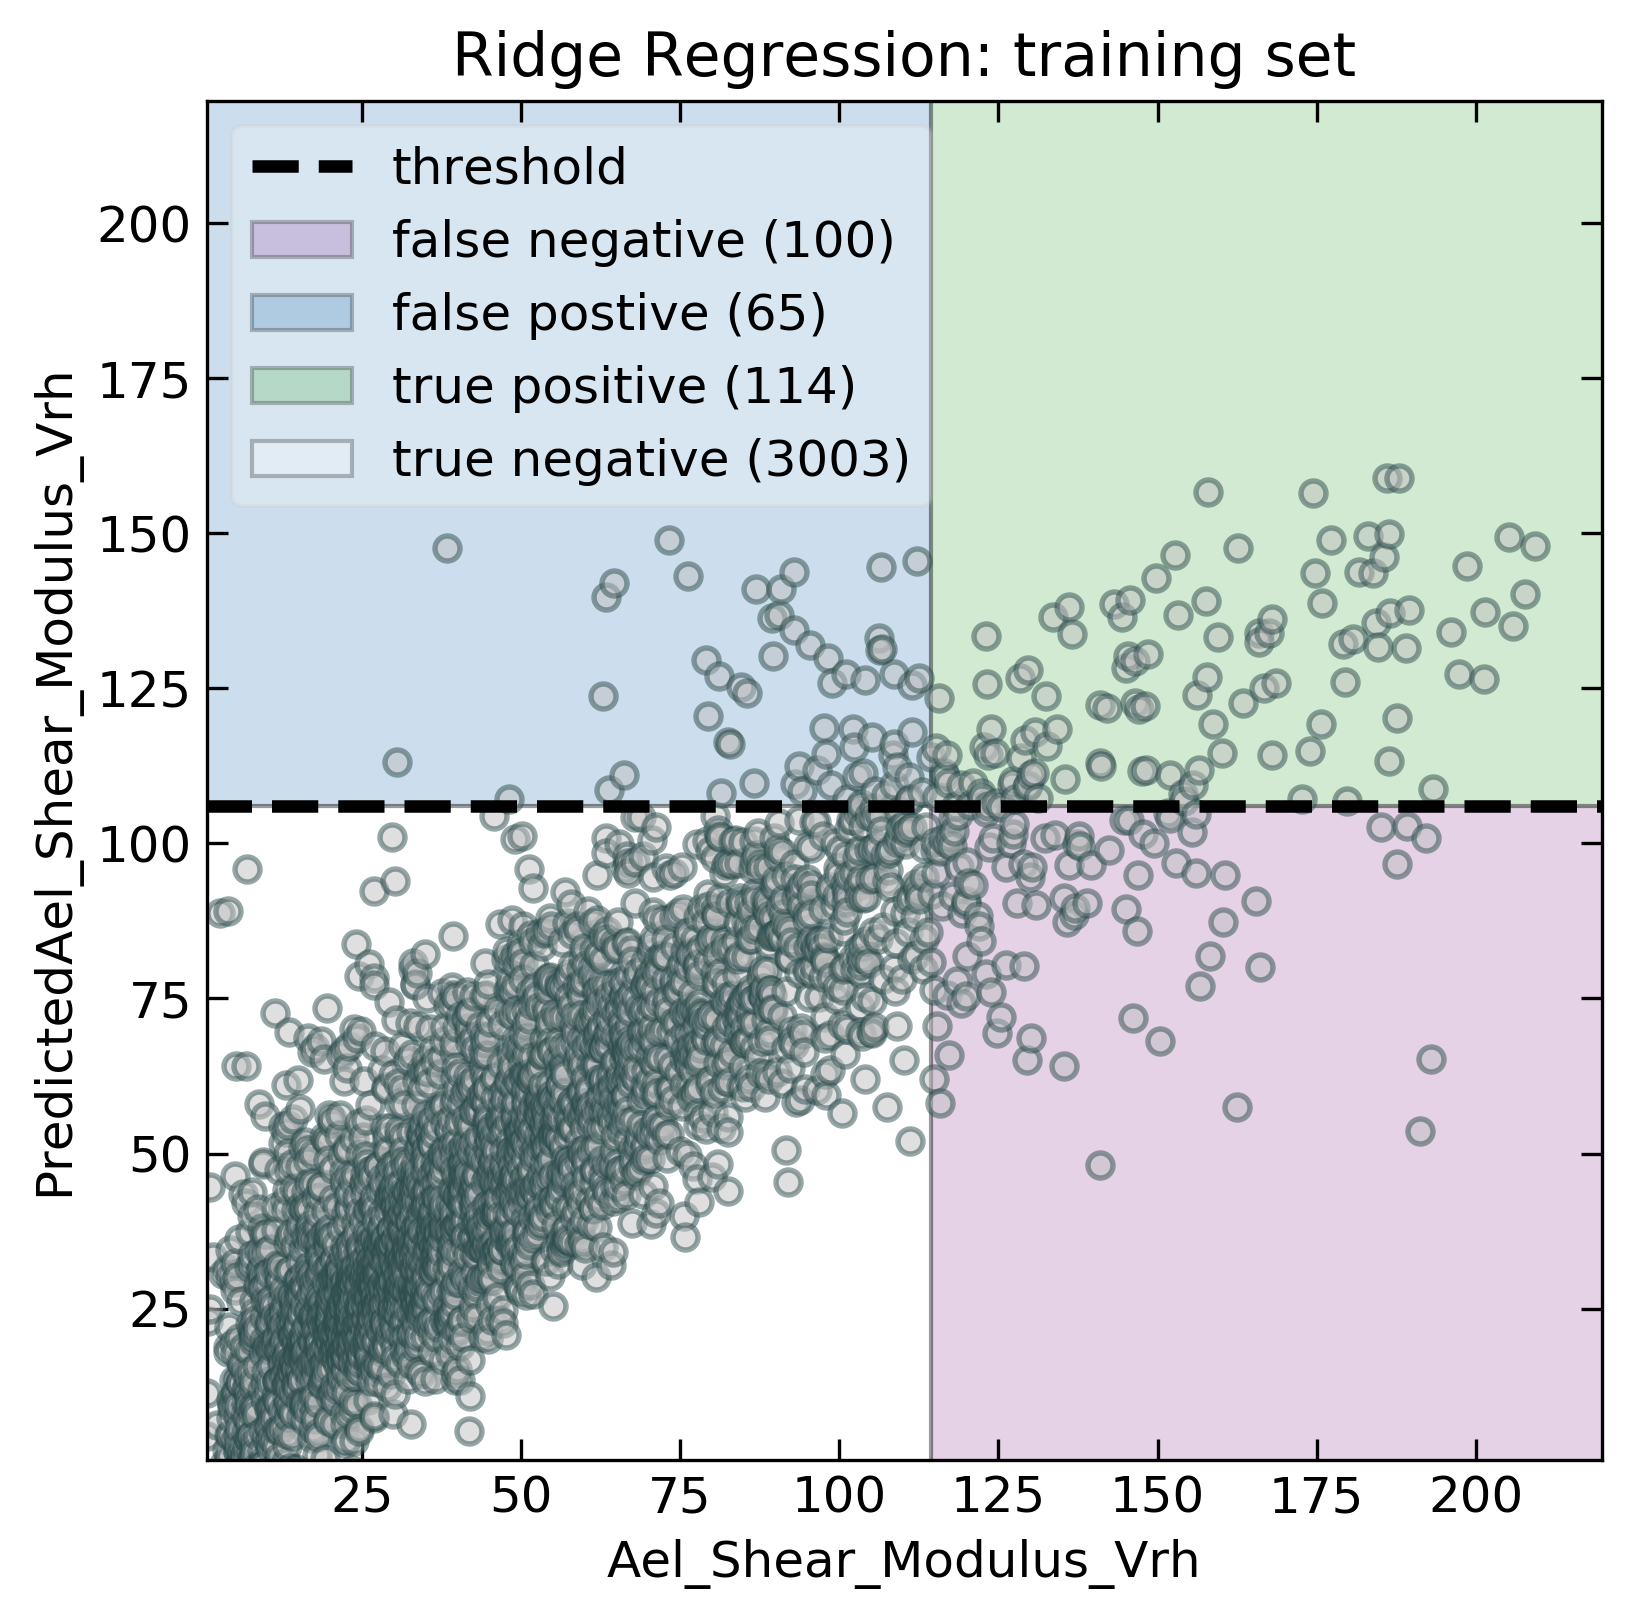 Ridge Regression: training set
threshold
false negative (100)
false postive (65)
true positive (114)
true negative (3003)
200
175
150
125
100
75
50
25
PredictedAel_Shear_Modulus_Vrh
25 50 75 100 125 150 175 200
Ael_Shear_Modulus_Vrh